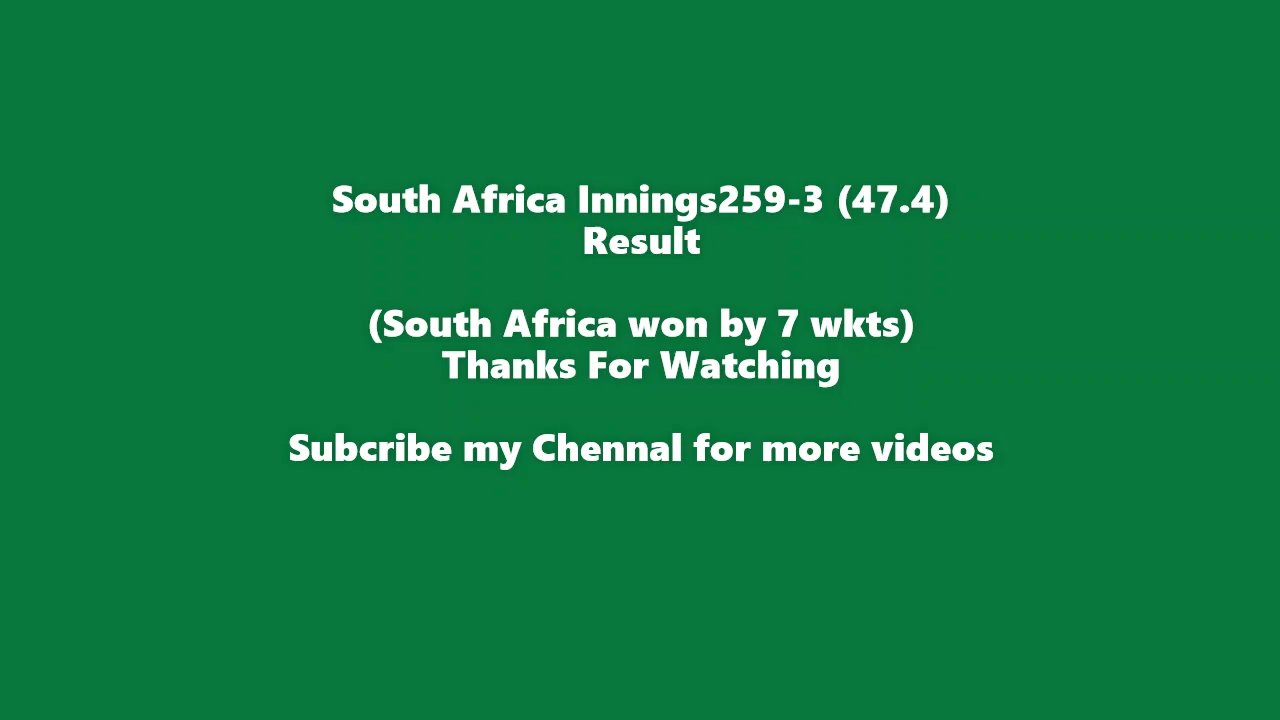 South Africa Innings259-3 (47.4)
Result
(South Africa won by 7 wkts)
Thanks For Watching
Subcribe my Chennal for more videos